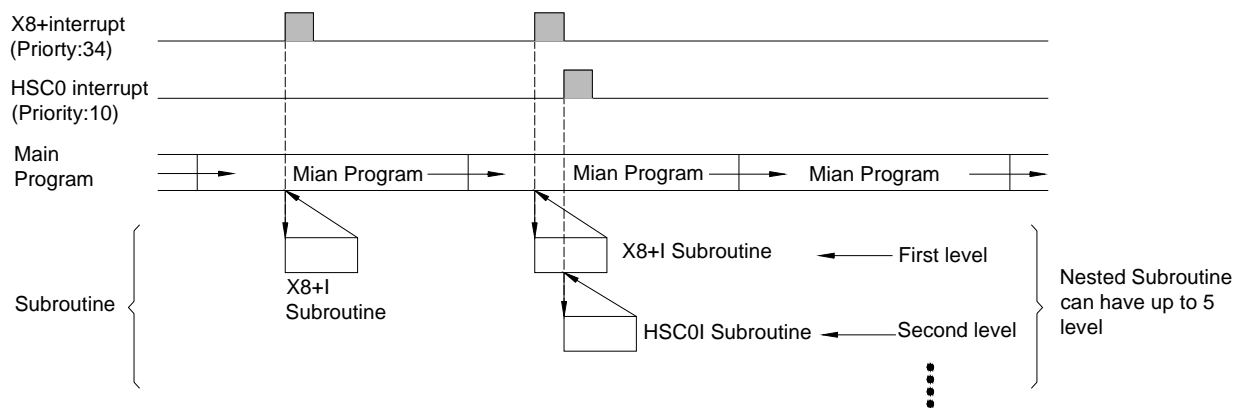 X8+interrupt
(Priorty:34)
HSC0 interrupt
(Priority:10)
Main
Program
Mian Program
Mian Program
Mian Program
Subroutine
X8+I
Subroutine
X8+I Subroutine
First level
HSC0I Subroutine
Second level
Nested Subroutine
can have up to 5
level